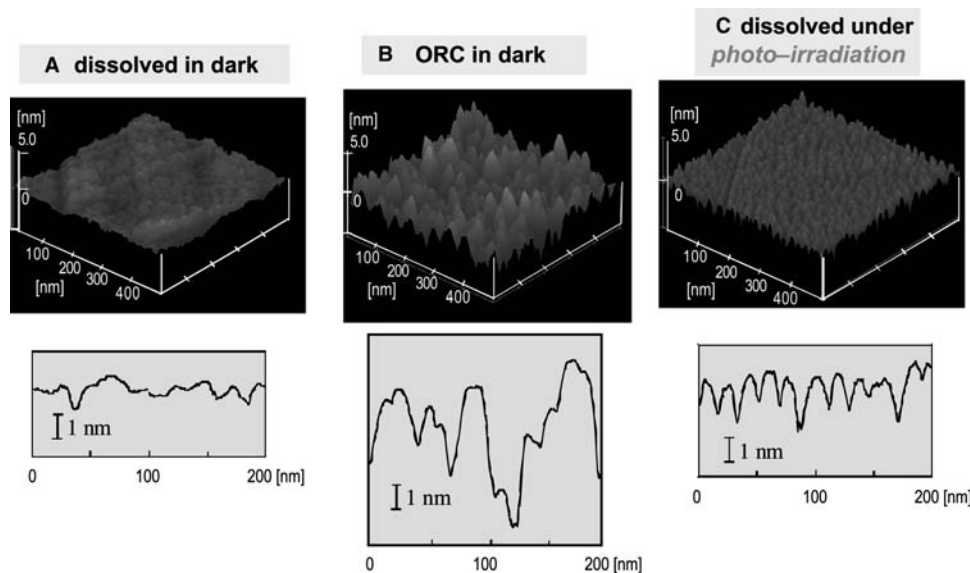 A dissolved in dark
[nm]
5.0
0
100
200
300
400
[nm]
1 nm
0
100
200 [nm]
B ORC in dark
[nm]
5.0
0
100
200
300
400
[nm]
1 nm
0
100
200 [nm]
C dissolved under
photo–irradiation
[nm]
5.0
0
100
200
300
400
[nm]
1 nm
0
100
200 [nm]